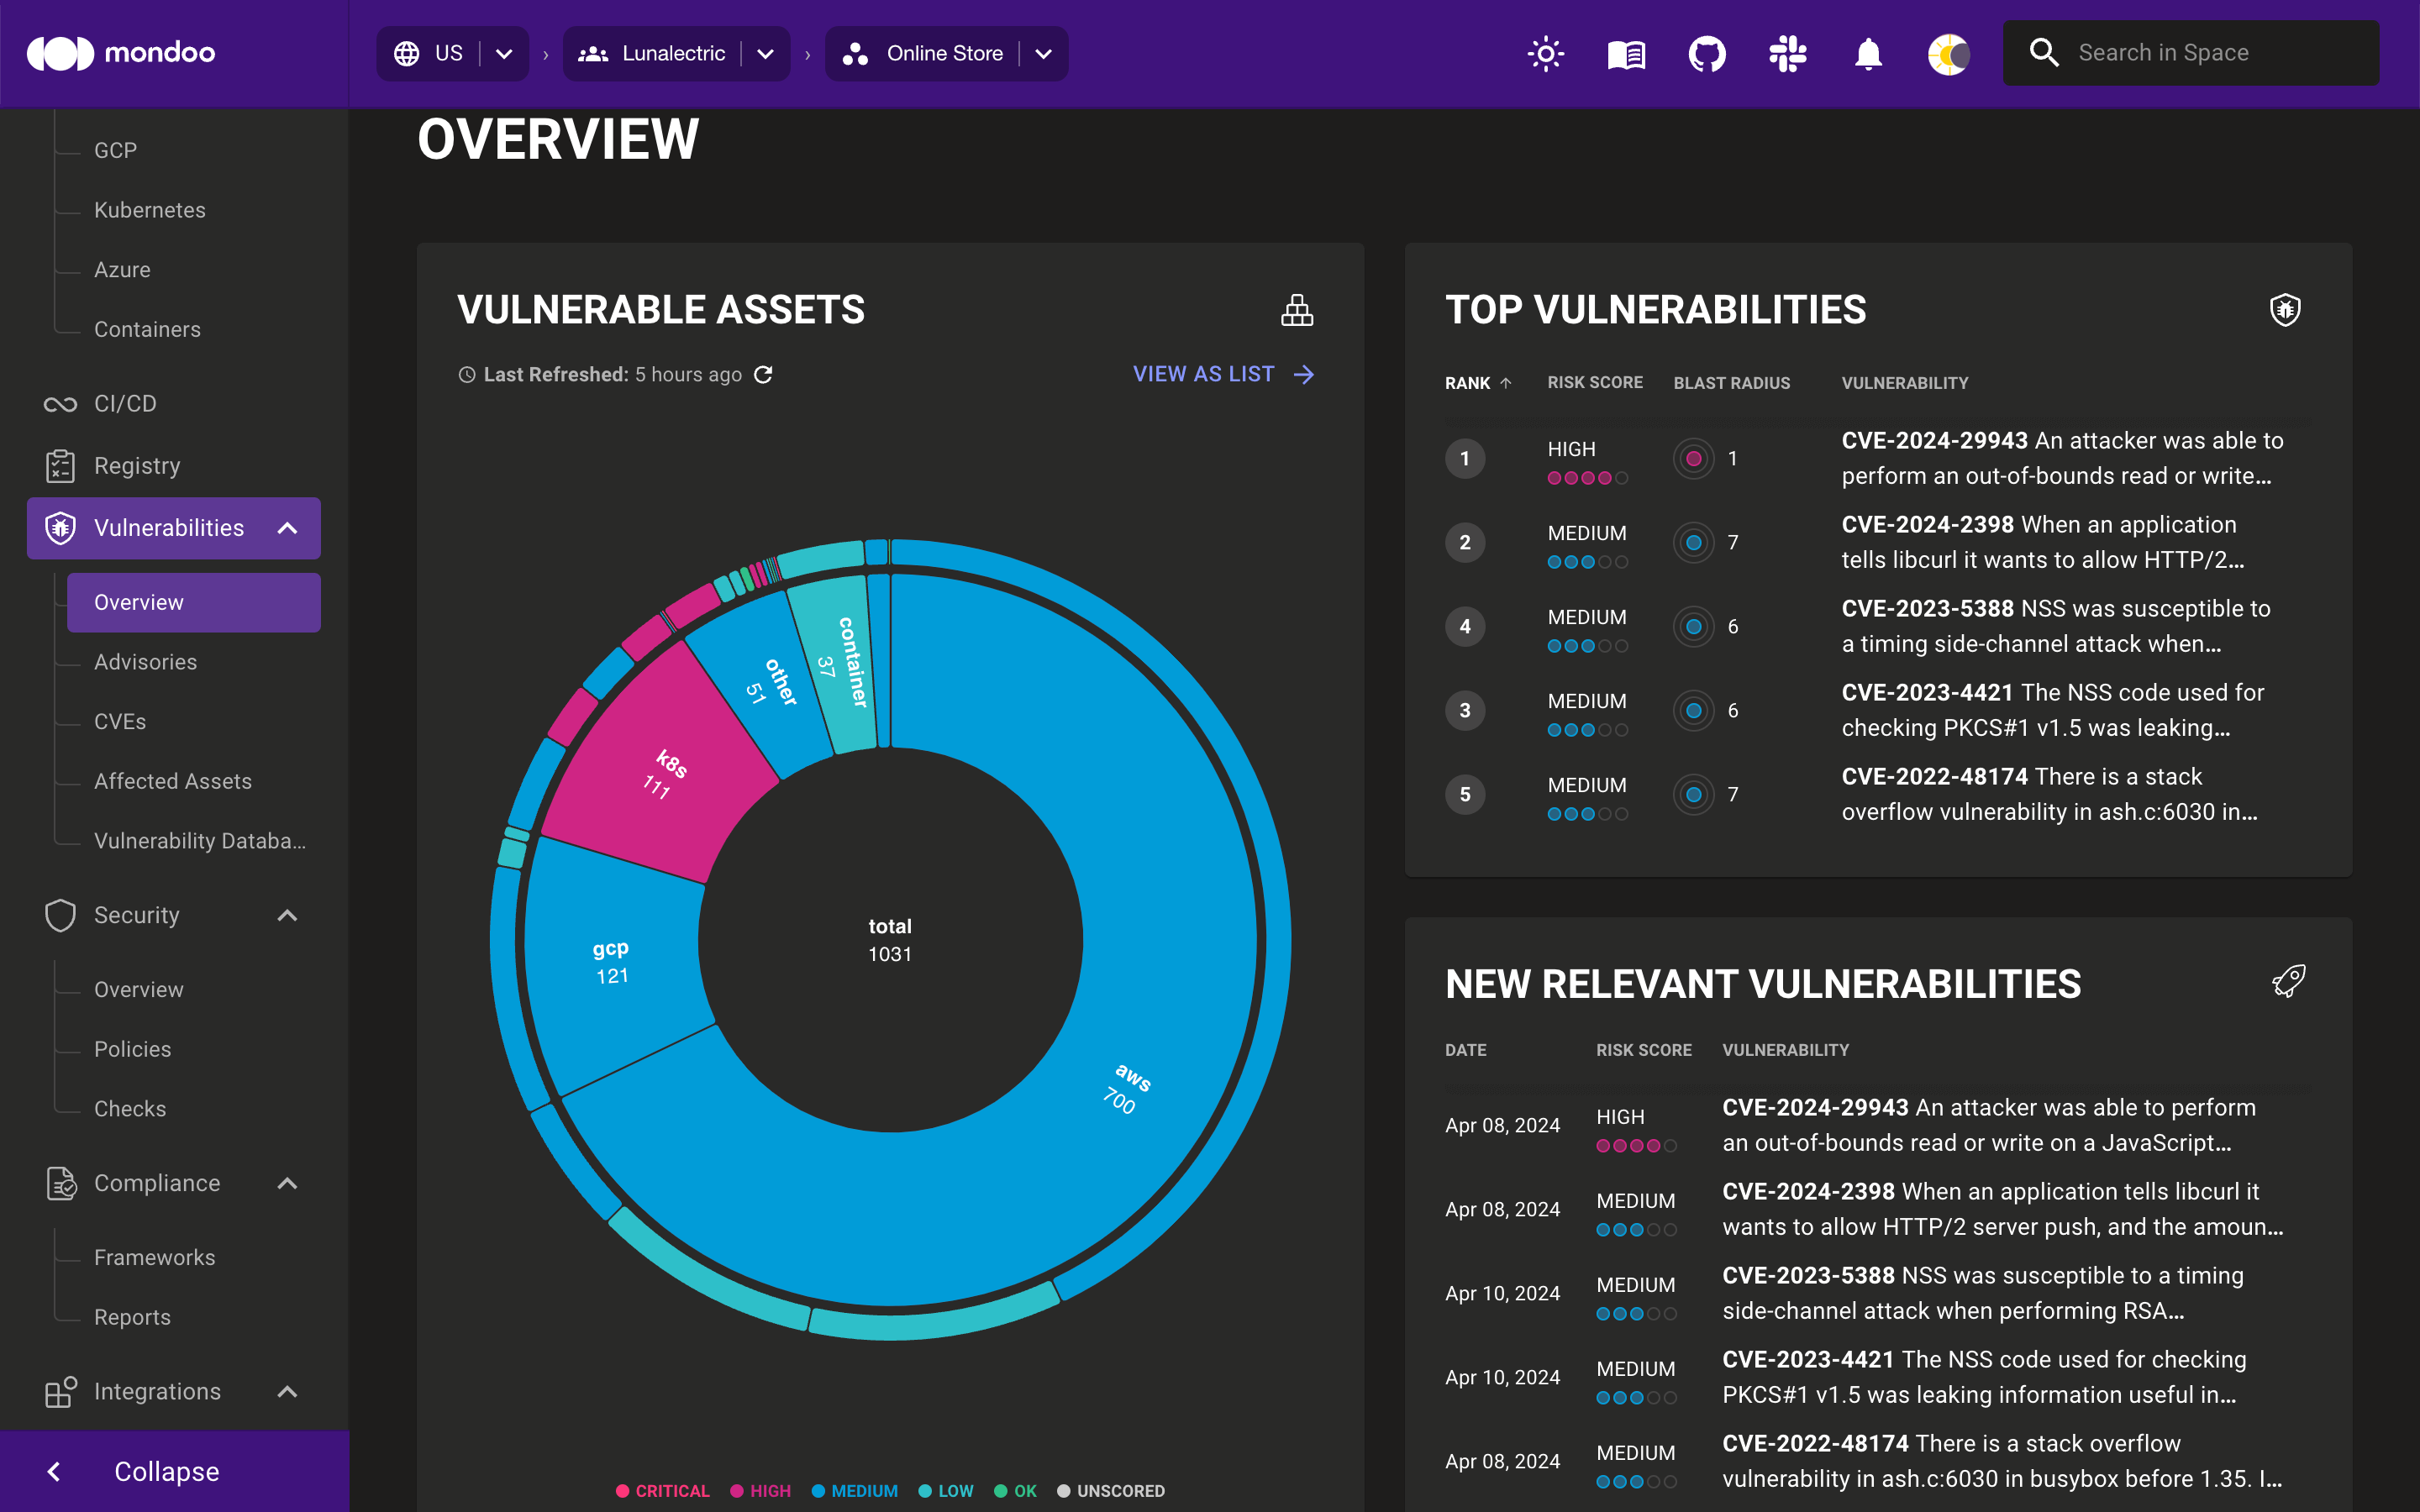 mondoo
US
Lunalectric
Online Store
Search in Space
GCP
Kubernetes
Azure
Containers
CI/CD
Registry
Vulnerabilities
Overview
Advisories
CVEs
Affected Assets
Vulnerability Databa...
Security
Overview
Policies
Checks
Compliance
Frameworks
Reports
Integrations
Collapse
OVERVIEW
VULNERABLE ASSETS
Last Refreshed: 5 hours ago
VIEW AS LIST
container
37
other
51
k8s
111
gcp
121
total
1031
aws
700
CRITICAL HIGH MEDIUM LOW OK UNSCORED
TOP VULNERABILITIES
RANK RISK SCORE BLAST RADIUS VULNERABILITY
1 HIGH 1 CVE-2024-29943 An attacker was able to
perform an out-of-bounds read or write...
2 MEDIUM 7 CVE-2024-2398 When an application
tells libcurl it wants to allow HTTP/2...
4 MEDIUM 6 CVE-2023-5388 NSS was susceptible to
a timing side-channel attack when...
3 MEDIUM 6 CVE-2023-4421 The NSS code used for
checking PKCS#1 v1.5 was leaking...
5 MEDIUM 7 CVE-2022-48174 There is a stack
overflow vulnerability in ash.c:6030 in...
NEW RELEVANT VULNERABILITIES
DATE RISK SCORE VULNERABILITY
Apr 08, 2024 HIGH CVE-2024-29943 An attacker was able to perform
an out-of-bounds read or write on a JavaScript...
Apr 08, 2024 MEDIUM CVE-2024-2398 When an application tells libcurl it
wants to allow HTTP/2 server push, and the amoun...
Apr 10, 2024 MEDIUM CVE-2023-5388 NSS was susceptible to a timing
side-channel attack when performing RSA...
Apr 10, 2024 MEDIUM CVE-2023-4421 The NSS code used for checking
PKCS#1 v1.5 was leaking information useful in...
Apr 08, 2024 MEDIUM CVE-2022-48174 There is a stack overflow
vulnerability in ash.c:6030 in busybox before 1.35. I...